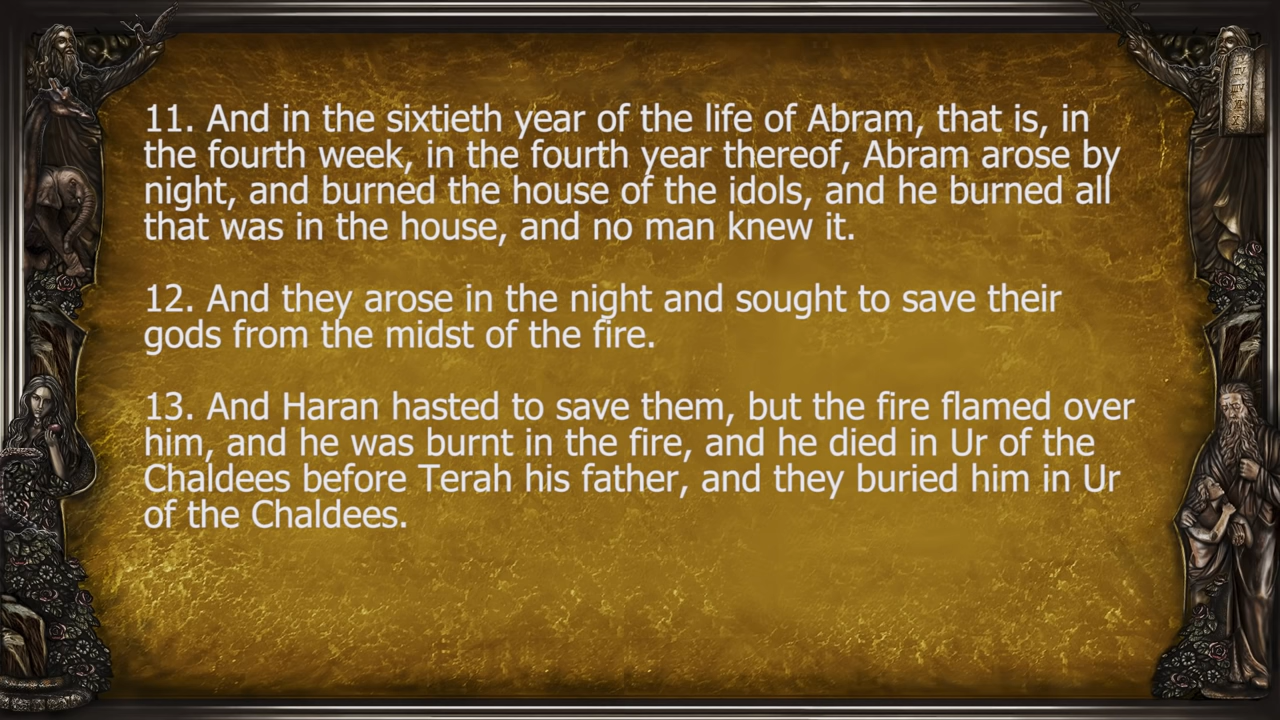 11. And in the sixtieth year of the life of Abram, that is, in
the fourth week, in the fourth year thereof, Abram arose by
night, and burned the house of the idols, and he burned all
that was in the house, and no man knew it.
12. And they arose in the night and sought to save their
gods from the midst of the fire.
13. And Haran hasted to save them, but the fire flamed over
him, and he was burnt in the fire, and he died in Ur of the
Chaldees before Terah his father, and they buried him in Ur
of the Chaldees.